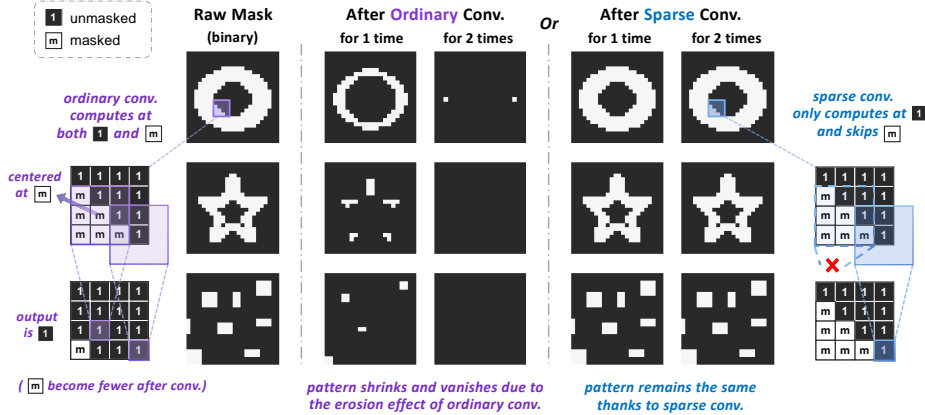 1 unmasked
m masked
Raw Mask
(binary)
After Ordinary Conv.
for 1 time
for 2 times
Or
After Sparse Conv.
for 1 time
for 2 times
ordinary conv.
computes at
both 1 and m
centered
at m
1 1 1 1
m 1 1 1
m m 1 1
m m m 1
output
is 1
1 1 1 1
1 1 1 1
1 1 1 1
m 1 1 1
( m become fewer after conv.)
pattern shrinks and vanishes due to
the erosion effect of ordinary conv.
pattern remains the same
thanks to sparse conv.
sparse conv.
only computes at 1
and skips m
1 1 1 1
m 1 1 1
m m 1 1
m m m 1
1 1 1 1
m 1 1 1
m m 1 1
m m m 1